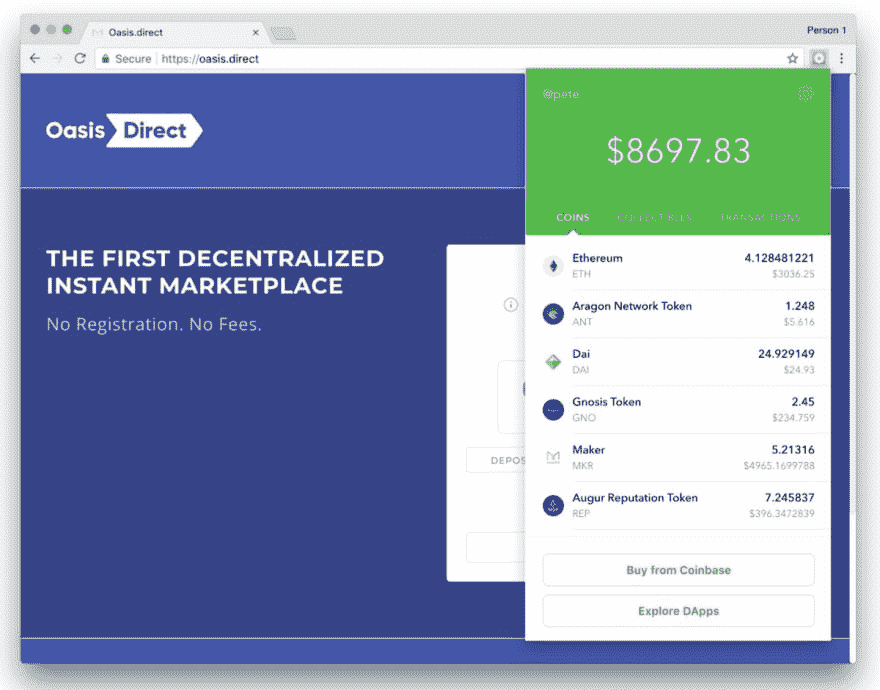 Oasis.direct
Person 1
Secure https://oasis.direct
@pete
Oasis Direct
$8697.83
COINS COLLECTIBLES TRANSACTIONS
THE FIRST DECENTRALIZED
INSTANT MARKETPLACE
No Registration. No Fees.
DEPOS
Ethereum 4.128481221
ETH $3036.25
Aragon Network Token 1.248
ANT $5.616
Dai 24.929149
DAI $24.93
Gnosis Token 2.45
GNO $234.759
Maker 5.21316
MKR $4965.1699788
Augur Reputation Token 7.245837
REP $396.3472839
Buy from Coinbase
Explore DApps